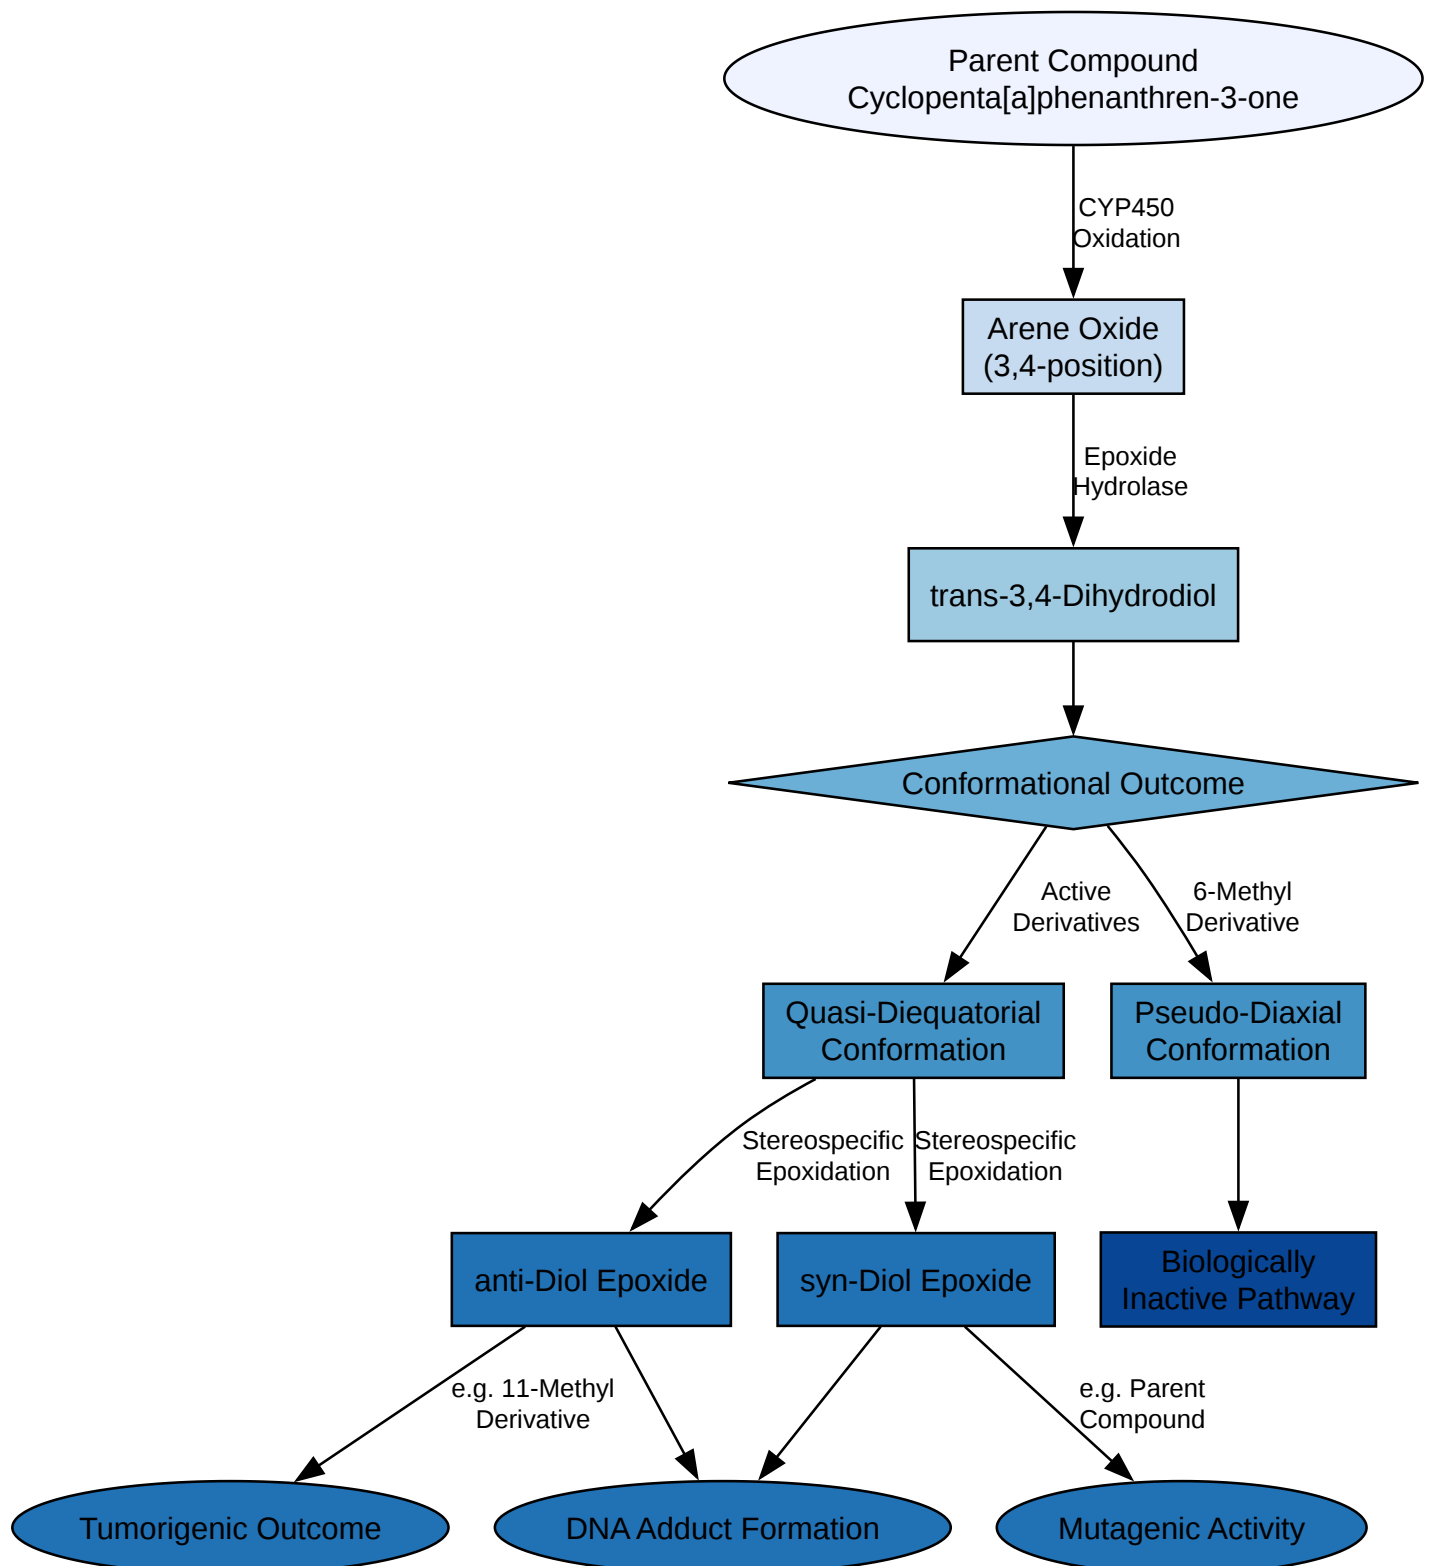 Parent Compound
Cyclopenta[a]phenanthren-3-one
CYP450
Oxidation
Arene Oxide
(3,4-position)
Epoxide
Hydrolase
trans-3,4-Dihydrodiol
Conformational Outcome
Active
Derivatives
6-Methyl
Derivative
Quasi-Diequatorial
Conformation
Pseudo-Diaxial
Conformation
Stereospecific
Epoxidation
Stereospecific
Epoxidation
anti-Diol Epoxide
syn-Diol Epoxide
Biologically
Inactive Pathway
e.g. 11-Methyl
Derivative
e.g. Parent
Compound
Tumorigenic Outcome
DNA Adduct Formation
Mutagenic Activity